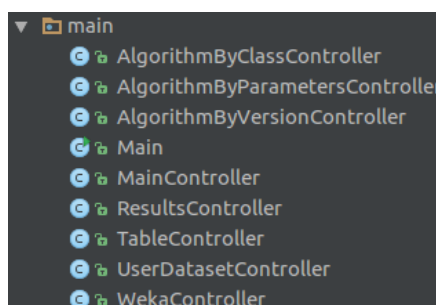 main
AlgorithmByClassController
AlgorithmByParametersController
AlgorithmByVersionController
Main
MainController
ResultsController
TableController
UserDatasetController
WekaController